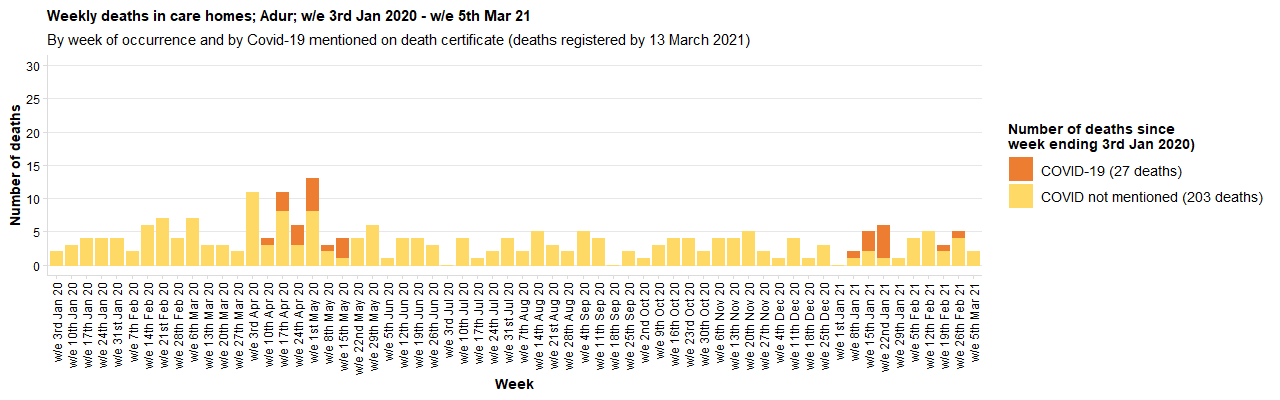 Weekly deaths in care homes; Adur; w/e 3rd Jan 2020 - w/e 5th Mar 21
By week of occurrence and by Covid-19 mentioned on death certificate (deaths registered by 13 March 2021)
Number of deaths
30
25
20
15
10
5
0
w/e 3rd Jan 20
w/e 10th Jan 20
w/e 17th Jan 20
w/e 24th Jan 20
w/e 31st Jan 20
w/e 7th Feb 20
w/e 14th Feb 20
w/e 21st Feb 20
w/e 28th Feb 20
w/e 6th Mar 20
w/e 13th Mar 20
w/e 20th Mar 20
w/e 27th Mar 20
w/e 3rd Apr 20
w/e 10th Apr 20
w/e 17th Apr 20
w/e 24th Apr 20
w/e 1st May 20
w/e 8th May 20
w/e 15th May 20
w/e 22nd May 20
w/e 29th May 20
w/e 5th Jun 20
w/e 12th Jun 20
w/e 19th Jun 20
w/e 26th Jun 20
w/e 3rd Jul 20
w/e 10th Jul 20
w/e 17th Jul 20
w/e 24th Jul 20
w/e 31st Jul 20
w/e 7th Aug 20
w/e 14th Aug 20
w/e 21st Aug 20
w/e 28th Aug 20
w/e 4th Sep 20
w/e 11th Sep 20
w/e 18th Sep 20
w/e 25th Sep 20
w/e 2nd Oct 20
w/e 9th Oct 20
w/e 16th Oct 20
w/e 23rd Oct 20
w/e 30th Oct 20
w/e 6th Nov 20
w/e 13th Nov 20
w/e 20th Nov 20
w/e 27th Nov 20
w/e 4th Dec 20
w/e 11th Dec 20
w/e 18th Dec 20
w/e 25th Dec 20
w/e 1st Jan 21
w/e 8th Jan 21
w/e 15th Jan 21
w/e 22nd Jan 21
w/e 29th Jan 21
w/e 5th Feb 21
w/e 12th Feb 21
w/e 19th Feb 21
w/e 26th Feb 21
w/e 5th Mar 21
Week
Number of deaths since
week ending 3rd Jan 2020)
COVID-19 (27 deaths)
COVID not mentioned (203 deaths)